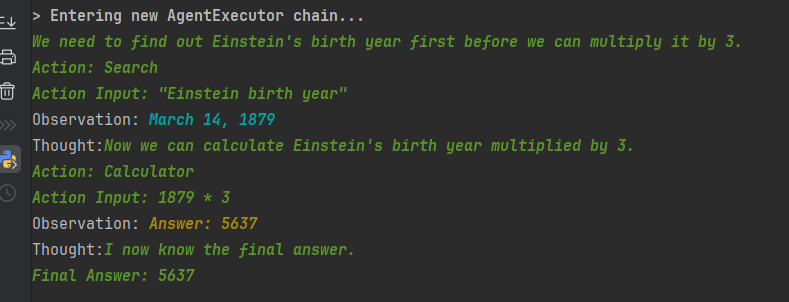 > Entering new AgentExecutor chain...
We need to find out Einstein's birth year first before we can multiply it by 3.
Action: Search
Action Input: "Einstein birth year"
Observation: March 14, 1879
Thought:Now we can calculate Einstein's birth year multiplied by 3.
Action: Calculator
Action Input: 1879 * 3
Observation: Answer: 5637
Thought:I now know the final answer.
Final Answer: 5637